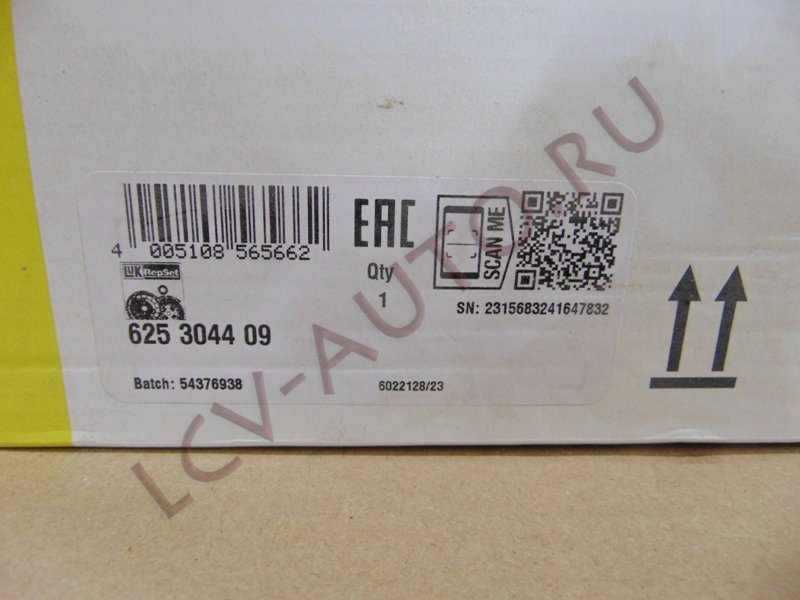 4 005108 565662
EAC
Qty
1
SCAN ME
SN: 2315683241647832
LuK RepSet
625 3044 09
Batch: 54376938
6022128/23
LCV-AUTO.RU